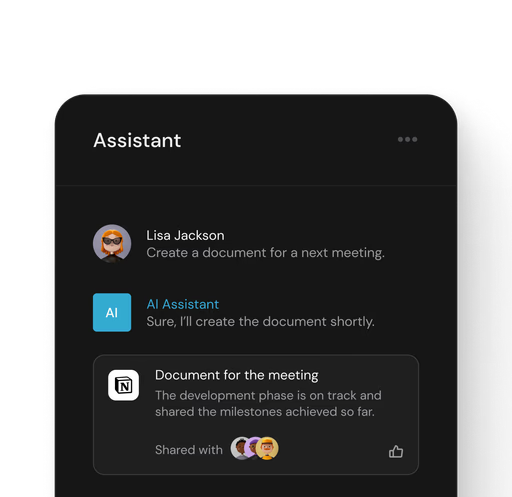 Assistant
Lisa Jackson
Create a document for a next meeting.
AI
AI Assistant
Sure, I'll create the document shortly.
N
Document for the meeting
The development phase is on track and
shared the milestones achieved so far.
Shared with